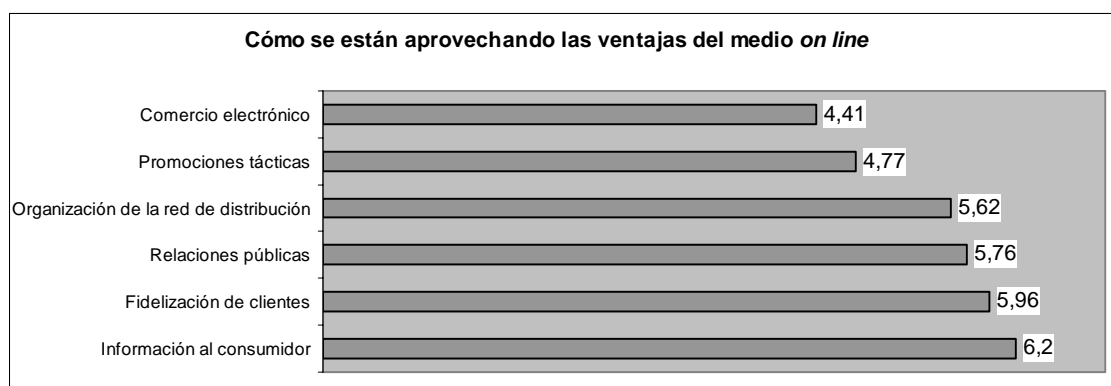 Cómo se están aprovechando las ventajas del medio on line
Comercio electrónico
4,41
Promociones tácticas
4,77
Organización de la red de distribución
5,62
Relaciones públicas
5,76
Fidelización de clientes
5,96
Información al consumidor
6,2